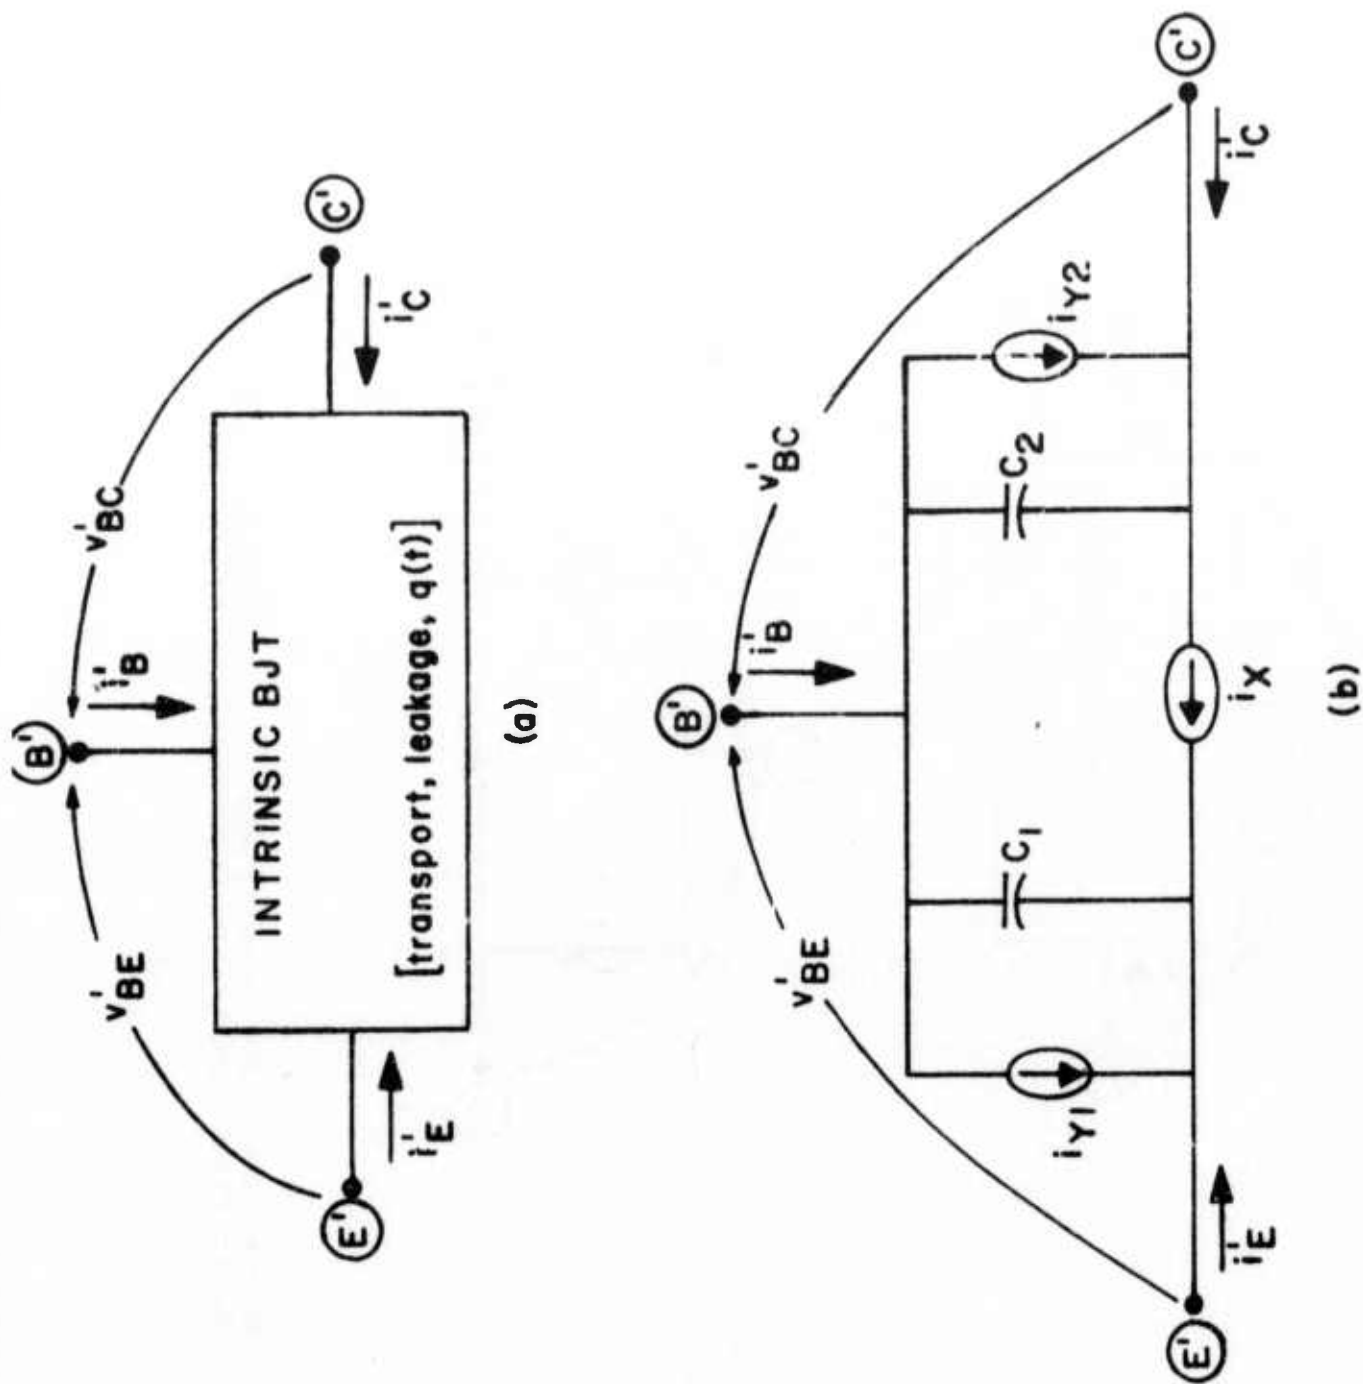 B'
v'BE
v'BC
i'B
INTRINSIC BJT
[transport, leakage, q(t)]
E'
i'E
C'
i'C
(a)
B'
i'B
v'BE
v'BC
iY1
C1
C2
iY2
E'
i'E
iX
C'
i'C
(b)